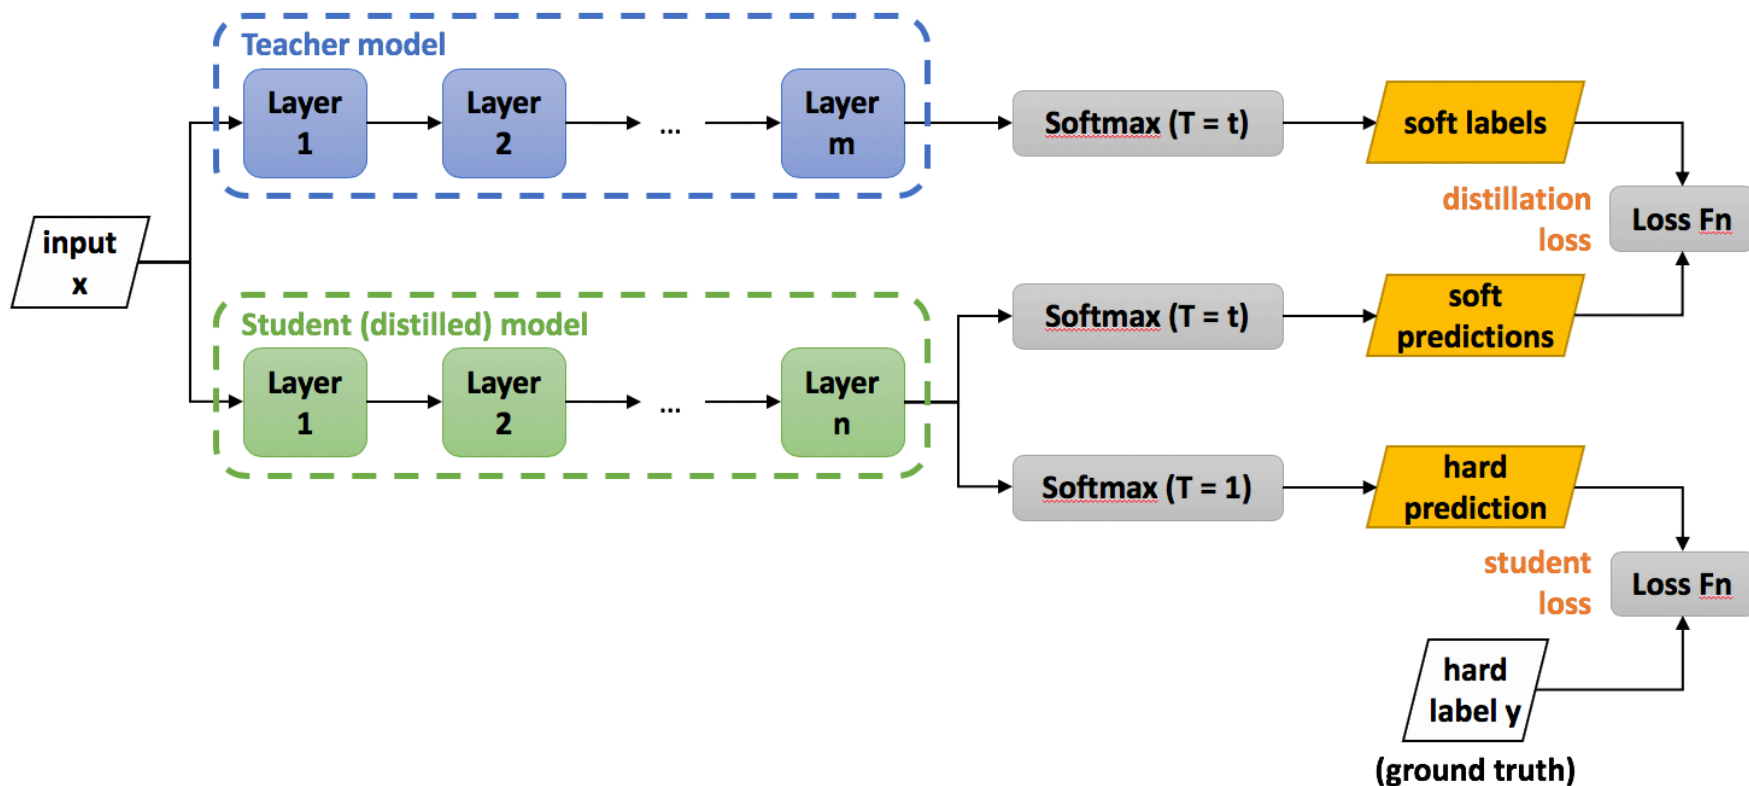 Teacher model
Layer
1
Layer
2
...
Layer
m
Softmax (T = t)
soft labels
distillation
loss
Loss Fn
input
x
Student (distilled) model
Layer
1
Layer
2
...
Layer
n
Softmax (T = t)
soft
predictions
Softmax (T = 1)
hard
prediction
student
loss
Loss Fn
hard
label y
(ground truth)